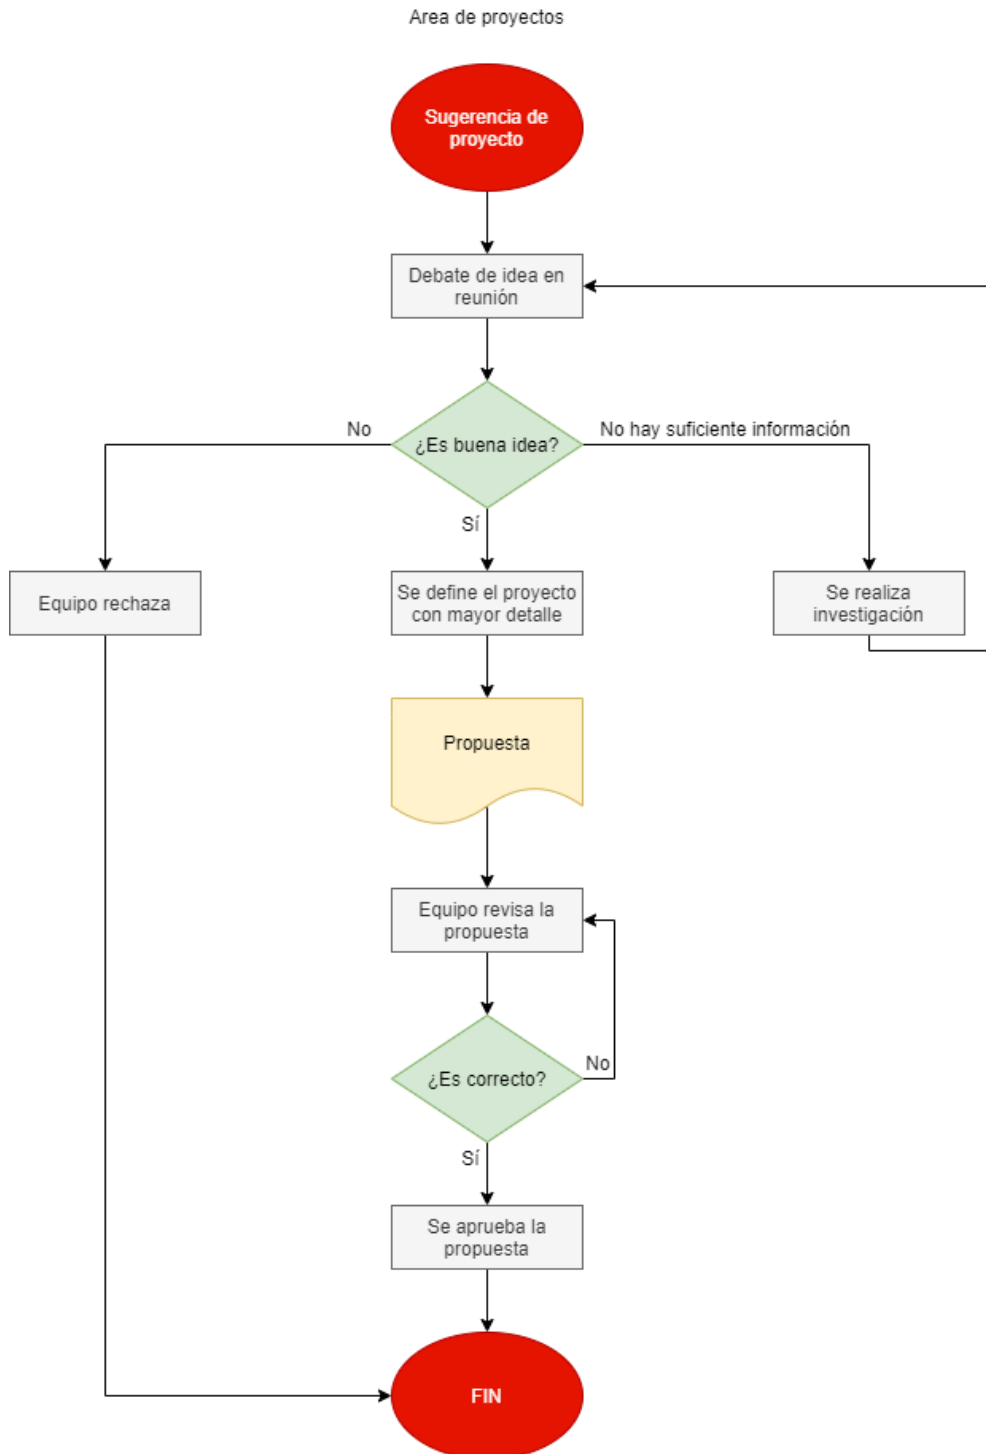 Area de proyectos
Sugerencia de
proyecto
Debate de idea en
reunión
No
¿Es buena idea?
No hay suficiente información
Sí
Equipo rechaza
Se define el proyecto
con mayor detalle
Se realiza
investigación
Propuesta
Equipo revisa la
propuesta
¿Es correcto?
No
Sí
Se aprueba la
propuesta
FIN